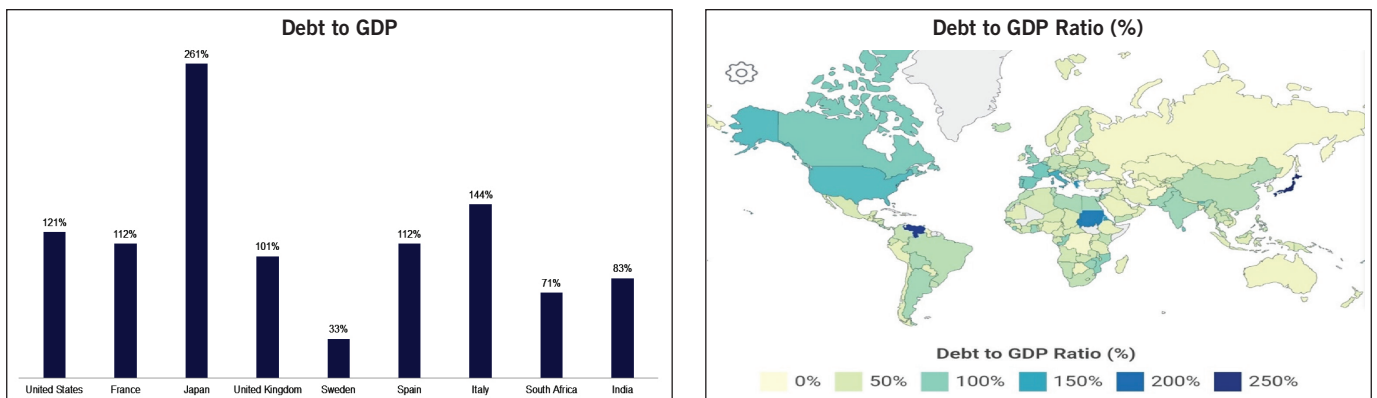 Debt to GDP
261%
144%
121%
112%
112%
101%
83%
71%
33%
United States France Japan United Kingdom Sweden Spain Italy South Africa India
Debt to GDP Ratio (%)
Debt to GDP Ratio (%)
0% 50% 100% 150% 200% 250%